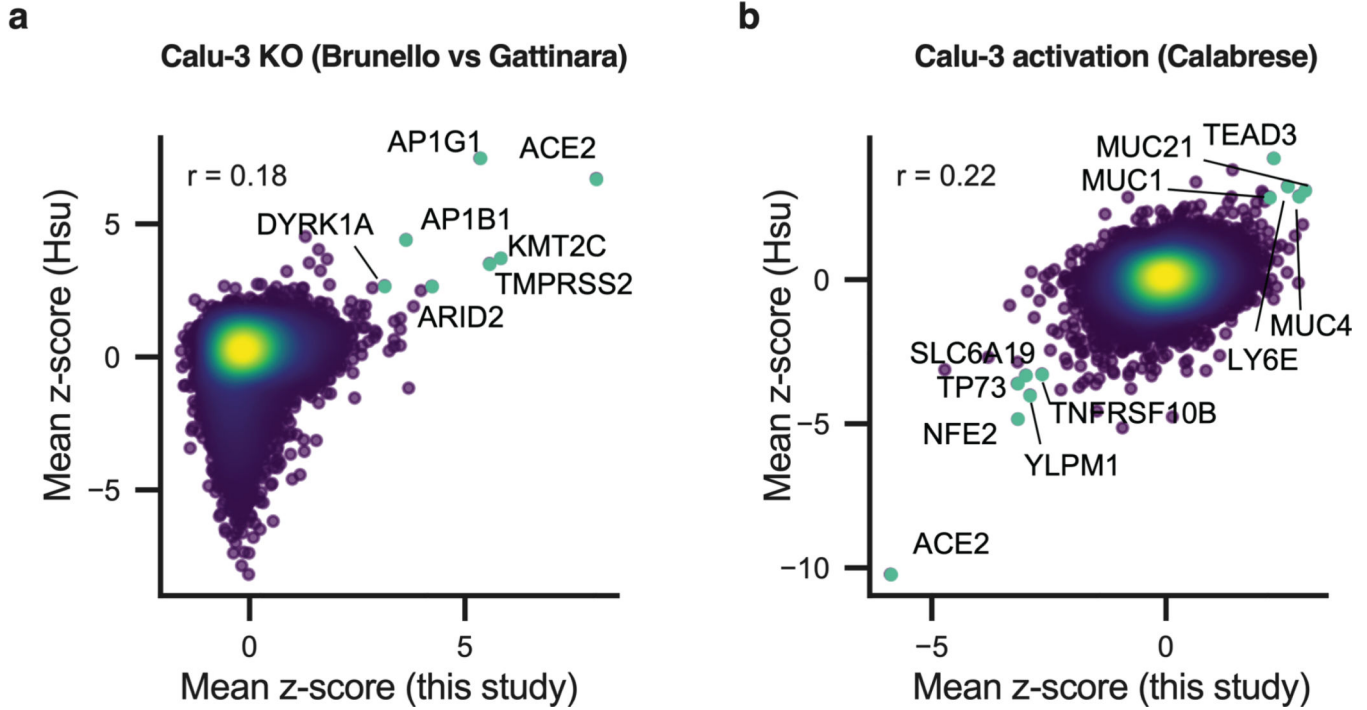 a
Calu-3 KO (Brunello vs Gattinara)
r = 0.18
AP1G1
ACE2
DYRK1A
AP1B1
KMT2C
TMPRSS2
ARID2
5
0
−5
Mean z-score (Hsu)
0
5
Mean z-score (this study)
b
Calu-3 activation (Calabrese)
r = 0.22
TEAD3
MUC21
MUC1
MUC4
LY6E
SLC6A19
TP73
TNFRSF10B
NFE2
YLPM1
ACE2
0
−5
−10
Mean z-score (Hsu)
−5
0
Mean z-score (this study)